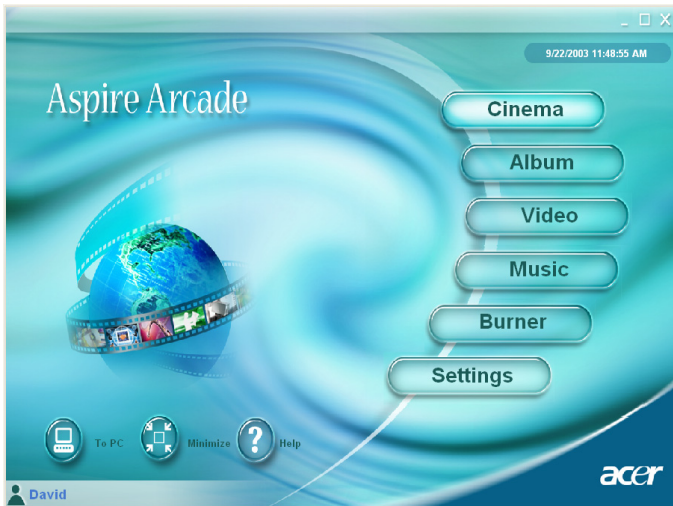 9/22/2003 11:48:55 AM
Aspire Arcade
Cinema
Album
Video
Music
Burner
Settings
To PC
Minimize
Help
acer
David